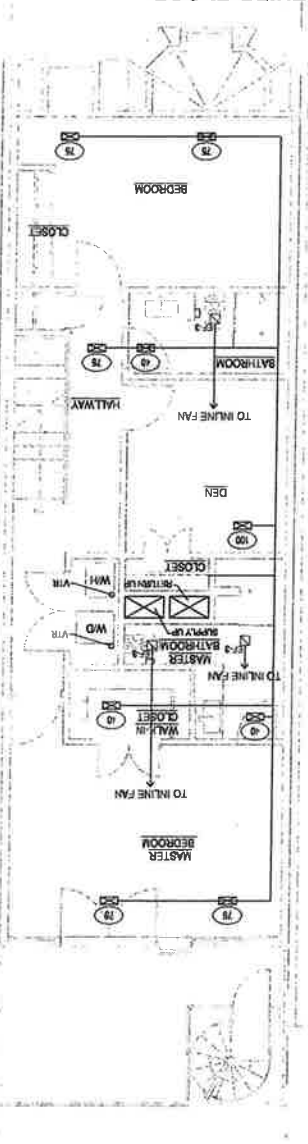 75
75
MASTER
BEDROOM
TO INLINE FAN
40
WALK-IN
CLOSET
40
TO INLINE FAN
EF-3
MASTER
BATHROOM
EF-3
VTR
W/D
SUPPLY UP
RETURN UP
W/H
VTR
CLOSET
100
DEN
TO INLINE FAN
HALLWAY
BATHROOM
40
75
EF-3
CLOSET
BEDROOM
75
75